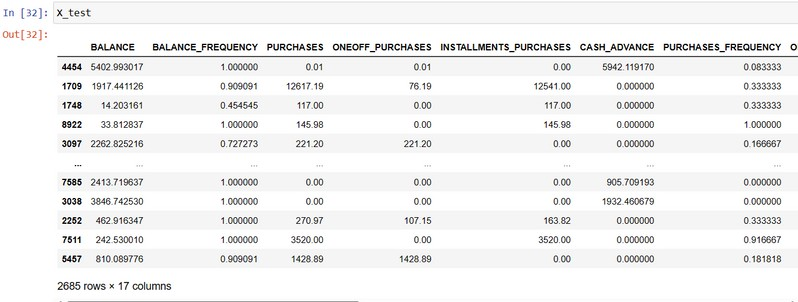 In [32]: X_test
Out[32]:
BALANCE BALANCE_FREQUENCY PURCHASES ONEOFF_PURCHASES INSTALLMENTS_PURCHASES CASH_ADVANCE PURCHASES_FREQUENCY O
4454 5402.993017 1.000000 0.01 0.01 0.00 5942.119170 0.083333
1709 1917.441126 0.909091 12617.19 76.19 12541.00 0.000000 0.333333
1748 14.203161 0.454545 117.00 0.00 117.00 0.000000 0.333333
8922 33.812837 1.000000 145.98 0.00 145.98 0.000000 1.000000
3097 2262.825216 0.727273 221.20 221.20 0.00 0.000000 0.166667
... ... ... ... ... ... ... ...
7585 2413.719637 1.000000 0.00 0.00 0.00 905.709193 0.000000
3038 3846.742530 1.000000 0.00 0.00 0.00 1932.460679 0.000000
2252 462.916347 1.000000 270.97 107.15 163.82 0.000000 0.333333
7511 242.530010 1.000000 3520.00 0.00 3520.00 0.000000 0.916667
5457 810.089776 0.909091 1428.89 1428.89 0.00 0.000000 0.181818
2685 rows × 17 columns